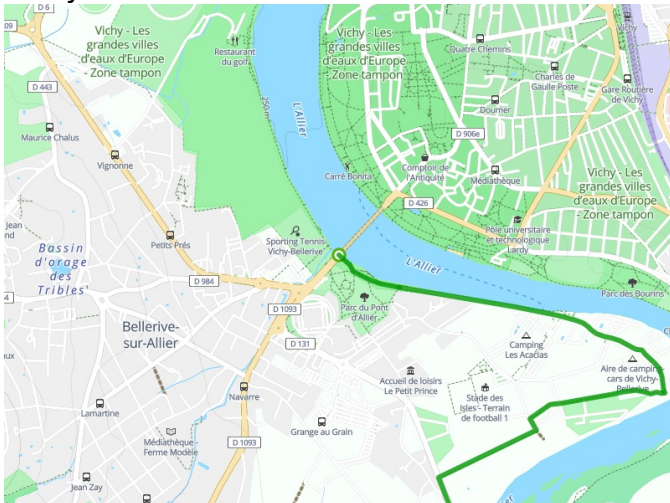 D 6
Vichy - Les
grandes villes
d'eaux d'Europe
- Zone tampon
Restaurant
du golf
Vichy - Les
grandes villes
d'eaux d'Europe
- Zone tampon
Quatre Chemins
Vichy
D 443
250 m
L'Allier
Charles de
Gaulle Poste
Gare Routière
de Vichy
Doumer
Maurice Chalus
D 906e
Vignonne
Carré Bonita
Comptoir de
l'Antiquité
Médiathèque
Vichy - Les
grandes villes
d'eaux d'Europe
- Zone tampon
D 426
Jean
Petits Prés
Sporting Tennis
Vichy-Bellerive
Pôle universitaire
et technologique
Lardy
Bassin
d'orage
des
Tribles
L'Allier
D 984
Parc des Bourins
D 1093
Parc du Pont
d'Allier
Bellerive-
sur-Allier
D 131
Camping
Les Acacias
Aire de camping-
cars de Vichy-
Bellerive
Accueil de loisirs
Le Petit Prince
Navarre
Stade des
Isles - Terrain
de football 1
Lamartine
Grange au Grain
Médiathèque -
Ferme Modèle
D 1093
Jean Zay